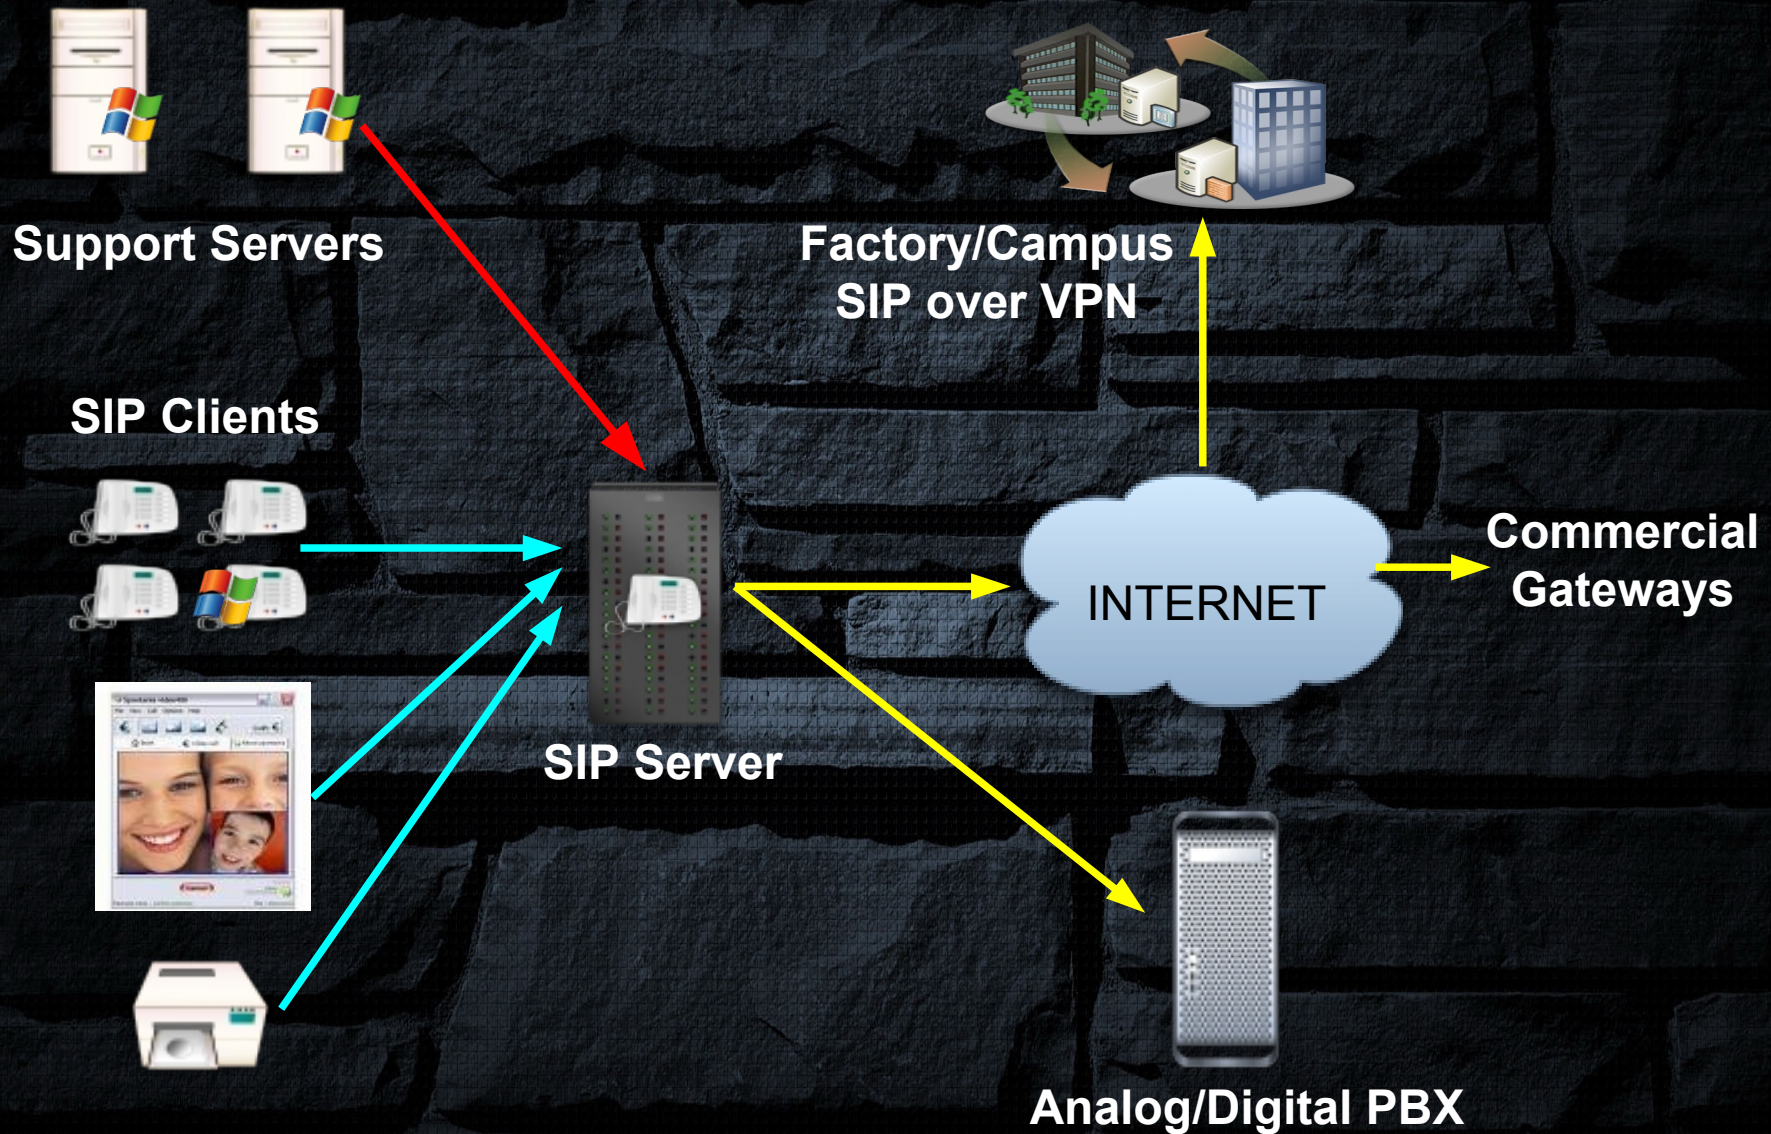 Support Servers
Factory/Campus
SIP over VPN
SIP Clients
Commercial
Gateways
INTERNET
SIP Server
Analog/Digital PBX